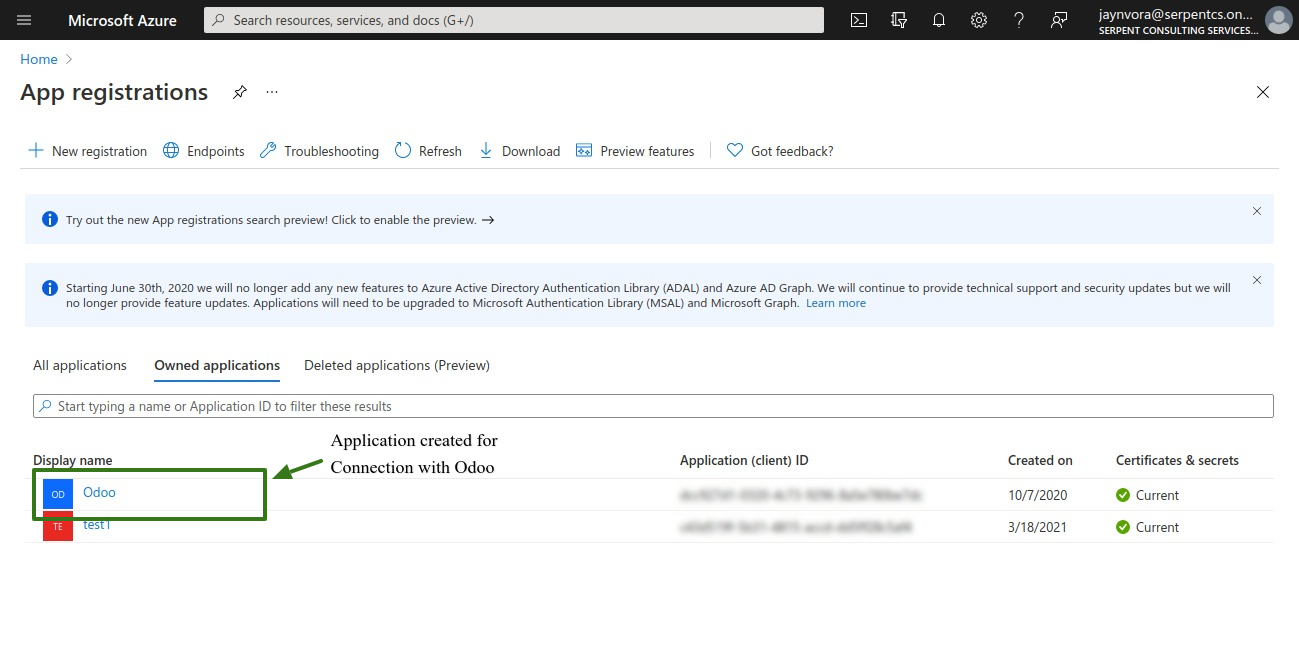 Microsoft Azure
Search resources, services, and docs (G+/)
jaynvora@serpentcs.on...
SERPENT CONSULTING SERVICES...
Home
App registrations
New registration
Endpoints
Troubleshooting
Refresh
Download
Preview features
Got feedback?
Try out the new App registrations search preview! Click to enable the preview.
Starting June 30th, 2020 we will no longer add any new features to Azure Active Directory Authentication Library (ADAL) and Azure AD Graph. We will continue to provide technical support and security updates but we will
no longer provide feature updates. Applications will need to be upgraded to Microsoft Authentication Library (MSAL) and Microsoft Graph. Learn more
All applications
Owned applications
Deleted applications (Preview)
Start typing a name or Application ID to filter these results
Application created for
Connection with Odoo
Display name
Application (client) ID
Created on
Certificates & secrets
OD
Odoo
10/7/2020
Current
TE
test1
3/18/2021
Current